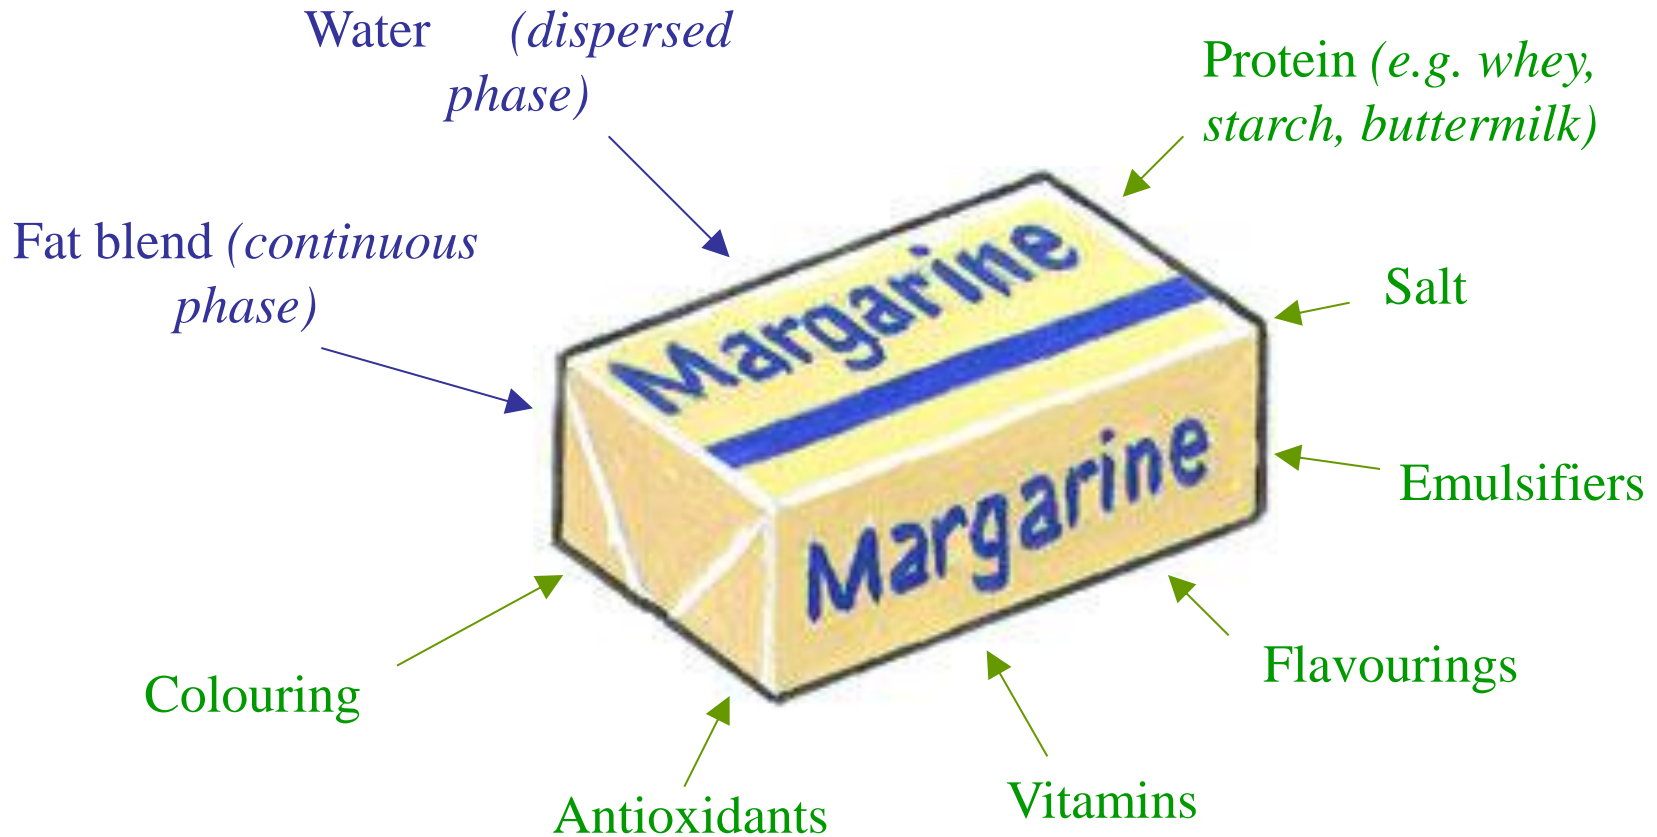 Water (dispersed
phase)
Protein (e.g. whey,
starch, buttermilk)
Fat blend (continuous
phase)
Salt
Margarine
Margarine
Emulsifiers
Flavourings
Colouring
Vitamins
Antioxidants